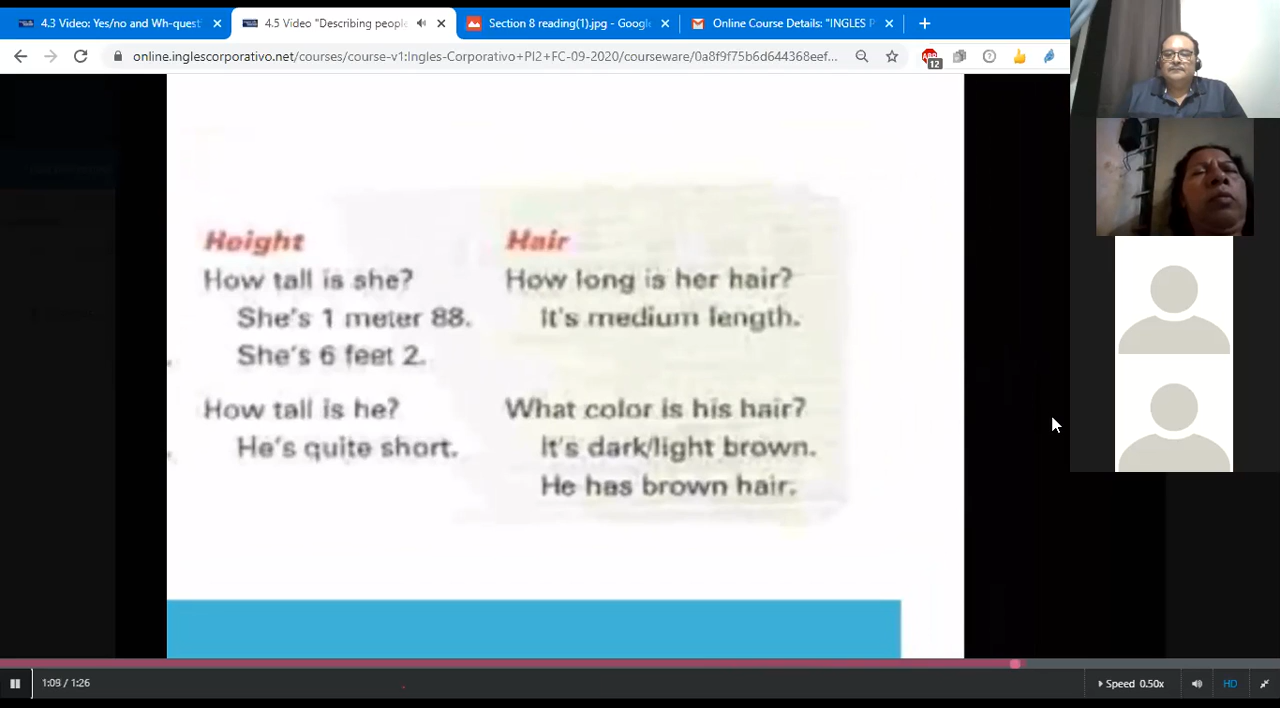 4.3 Video: Yes/no and Wh-quest
4.5 Video "Describing people
Section 8 reading(1).jpg - Google
Online Course Details: "INGLES P
online.inglescorporativo.net/courses/course-v1:Ingles-Corporativo+PI2+FC-09-2020/courseware/0a8f9f75b6d644368eef...
12
Height
How tall is she?
She's 1 meter 88.
She's 6 feet 2.
How tall is he?
He's quite short.
Hair
How long is her hair?
It's medium length.
What color is his hair?
It's dark/light brown.
He has brown hair.
1:09 / 1:26
Speed 0.50x
HD